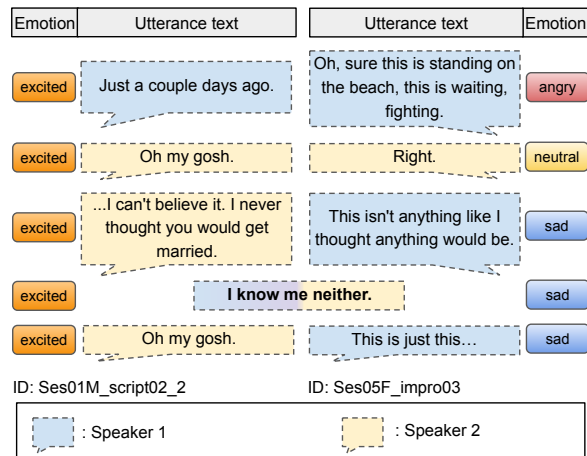 Emotion Utterance text Utterance text Emotion
excited
Just a couple days ago.
Oh, sure this is standing on
the beach, this is waiting,
fighting.
angry
excited
Oh my gosh.
Right.
neutral
excited
...I can't believe it. I never
thought you would get
married.
This isn't anything like I
thought anything would be.
sad
excited
I know me neither.
sad
excited
Oh my gosh.
This is just this…
sad
ID: Ses01M_script02_2
ID: Ses05F_impro03
: Speaker 1
: Speaker 2